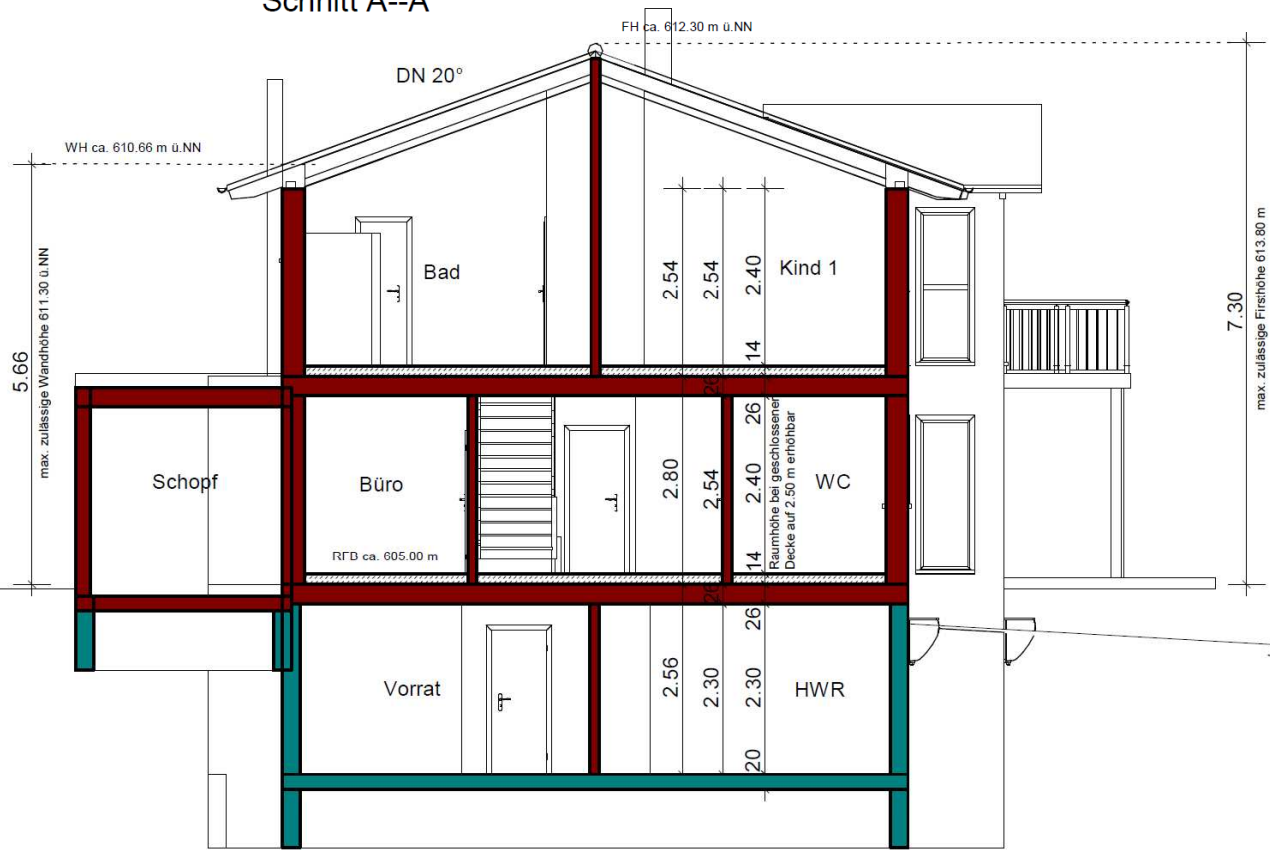 Schnitt A--A
FH ca. 612.30 m ü.NN
DN 20°
WH ca. 610.66 m ü.NN
5.66
max. zulässige Wandhöhe 611.30 ü.NN
7.30
max. zulässige Firsthöhe 613.80 m
Bad
2.54
2.54
2.40
14
Kind 1
26
26
Schopf
Büro
RFB ca. 605.00 m
2.80
2.54
2.40
14
Raumhöhe bei geschlossener
Decke auf 2.50 m erhöhbar
WC
26
26
Vorrat
2.56
2.30
2.30
20
HWR